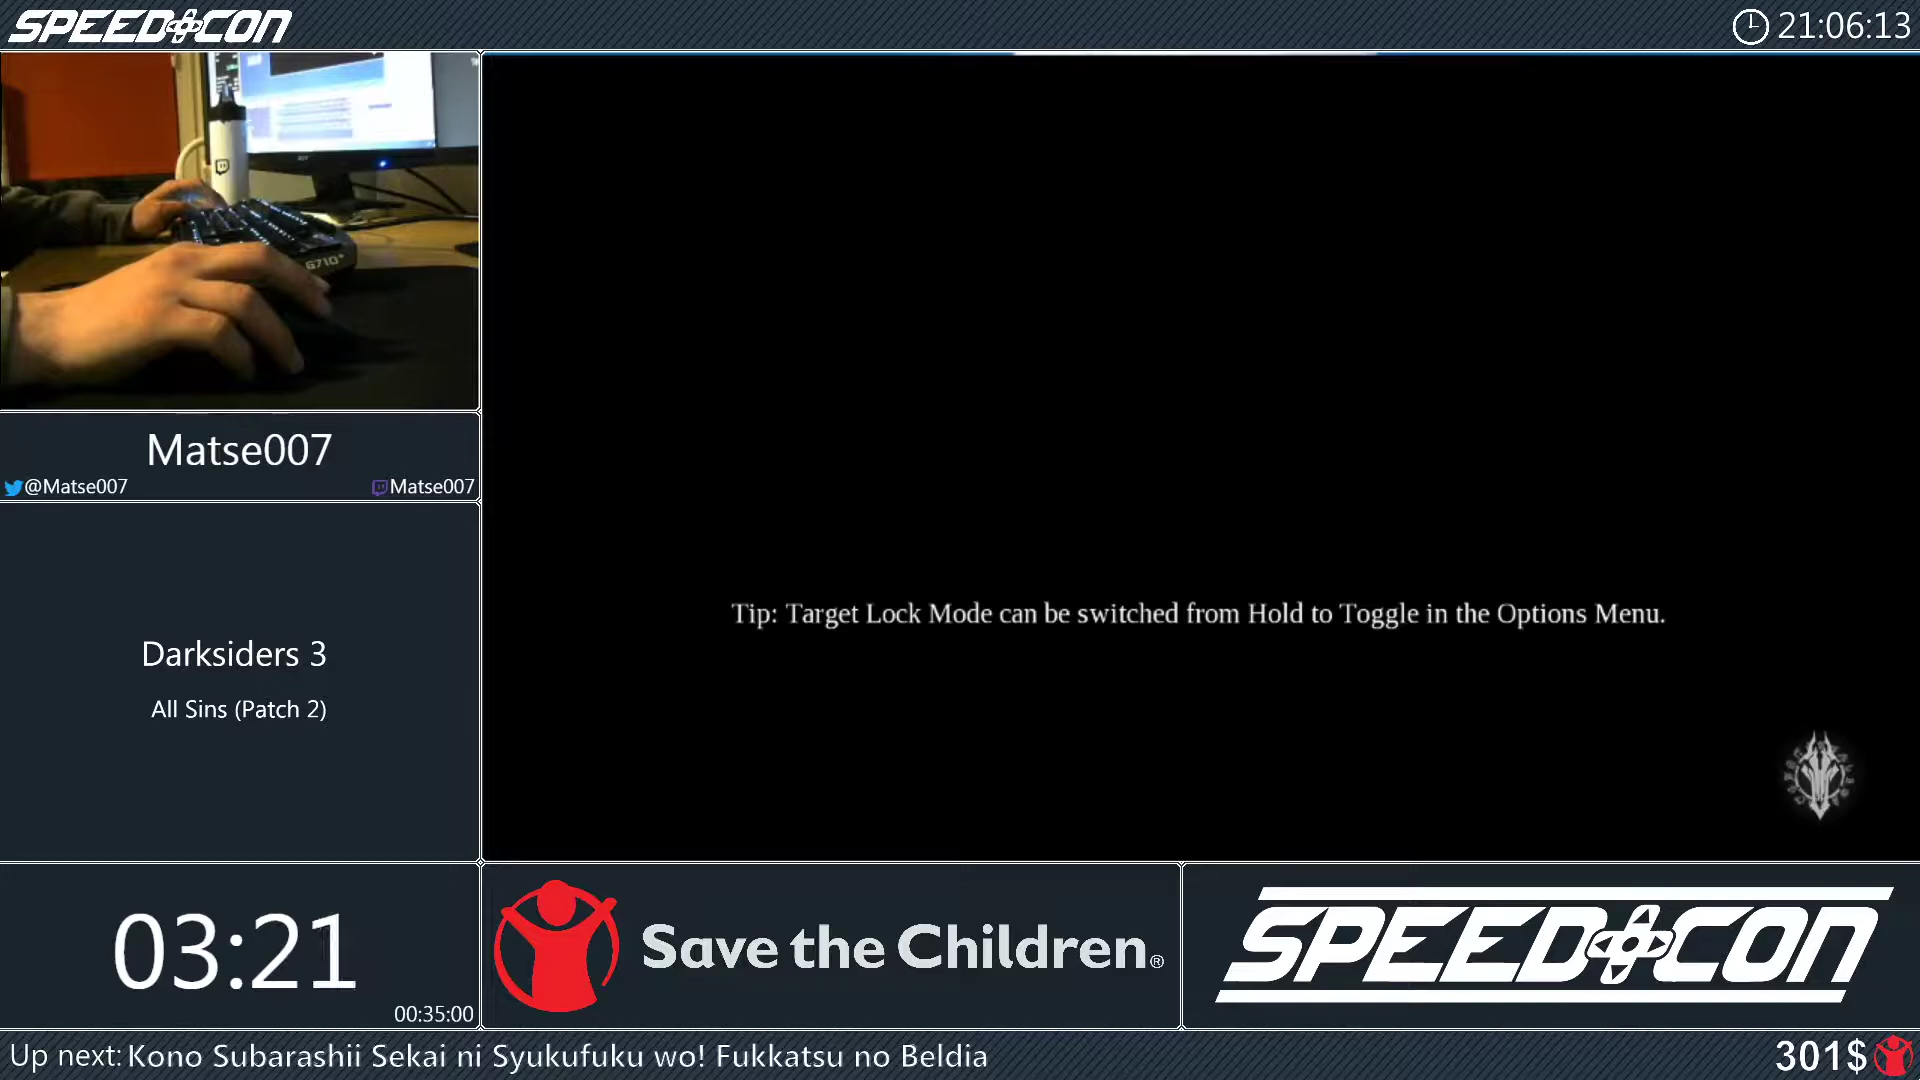 SPEEDCON
21:06:13
G710+
Matse007
@Matse007
Matse007
Darksiders 3
All Sins (Patch 2)
Tip: Target Lock Mode can be switched from Hold to Toggle in the Options Menu.
03:21
00:35:00
Save the Children®
SPEEDCON
Up next: Kono Subarashii Sekai ni Syukufuku wo! Fukkatsu no Beldia
301$